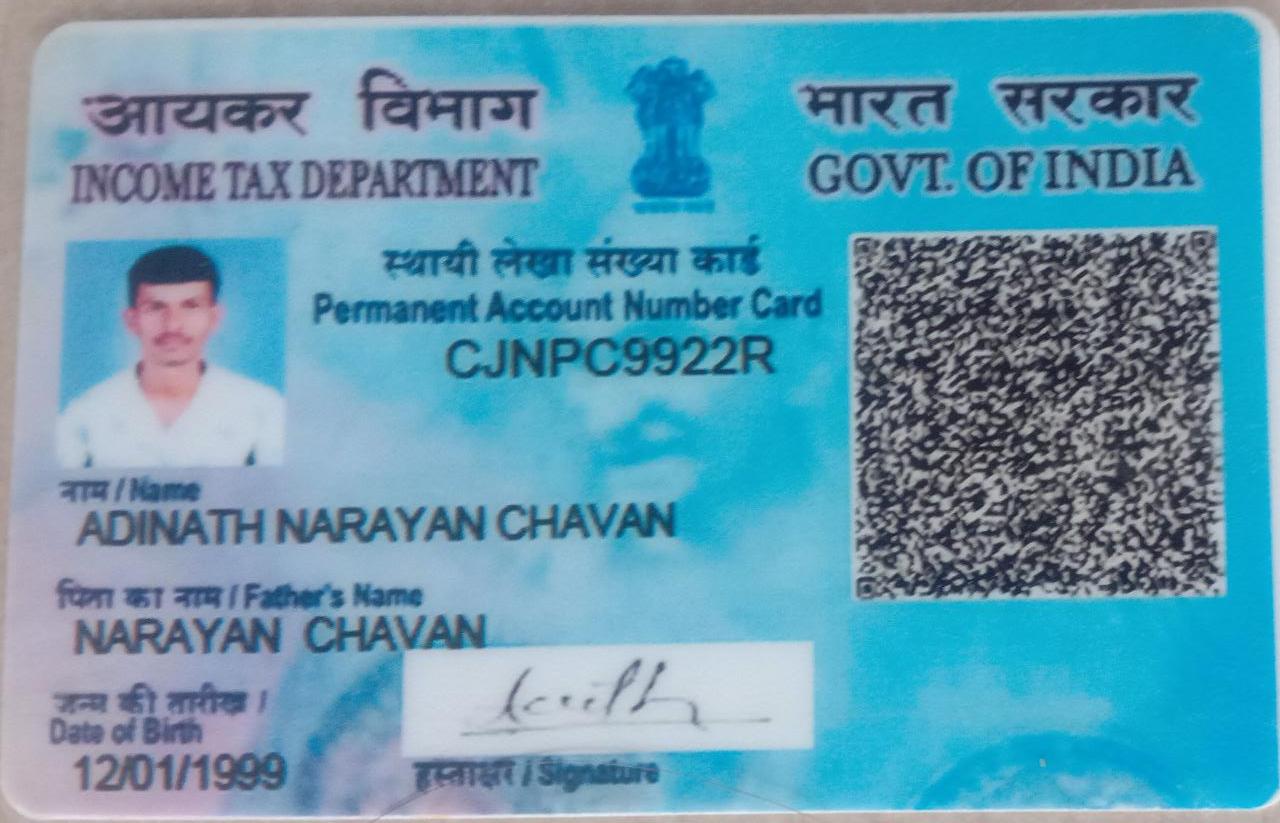 आयकर विभाग
INCOME TAX DEPARTMENT
भारत सरकार
GOVT. OF INDIA
स्थायी लेखा संख्या कार्ड
Permanent Account Number Card
CJNPC9922R
नाम / Name
ADINATH NARAYAN CHAVAN
पिता का नाम / Father's Name
NARAYAN CHAVAN
जन्म की तारीख /
Date of Birth
12/01/1999
हस्ताक्षर / Signature